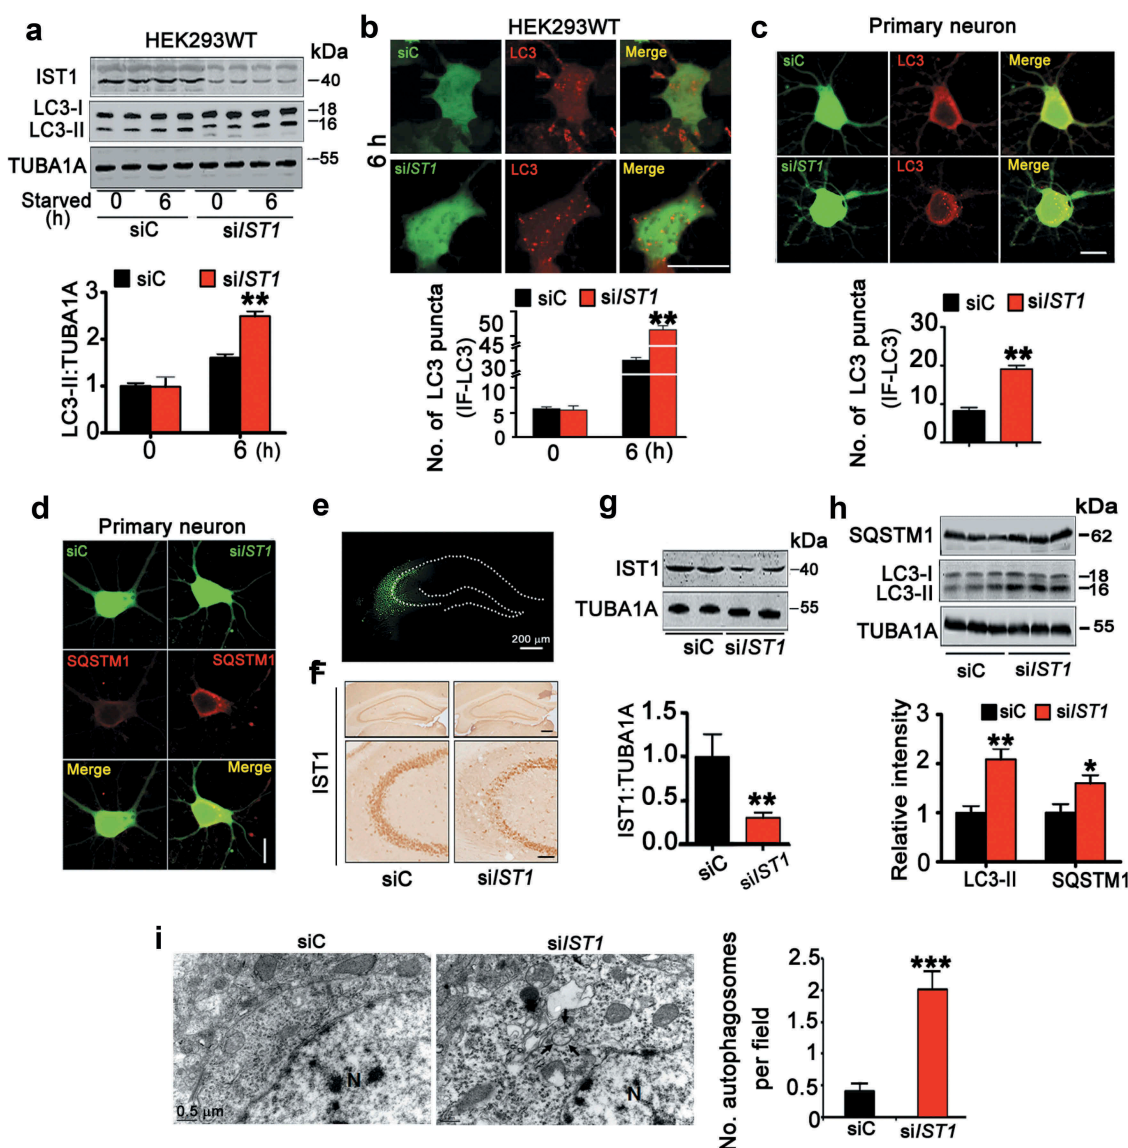 a
HEK293WT
kDa
IST1
–40
LC3-I
–18
LC3-II
16
TUBA1A
–55
Starved
(h)
0 6 0 6
siC siIST1
siC siIST1
LC3-II:TUBA1A
3
2
1
0
**
0 6 (h)
b
HEK293WT
6 h
siC LC3 Merge
siIST1 LC3 Merge
siC siIST1
No. of LC3 puncta
(IF-LC3)
50
45
30
30
10
5
0
**
0 6 (h)
c
Primary neuron
siC LC3 Merge
siIST1 LC3 Merge
siC
siIST1
No. of LC3 puncta
(IF-LC3)
30
20
10
0
**
d
Primary neuron
siC siIST1
SQSTM1 SQSTM1
Merge Merge
e
200 μm
f
IST1
siC siIST1
g
kDa
IST1 –40
TUBA1A –55
siC siIST1
IST1:TUBA1A
1.5
1.0
0.5
0.0
**
siC siIST1
h
kDa
SQSTM1 –62
LC3-I –18
LC3-II –16
TUBA1A – 55
siC siIST1
siC siIST1
Relative intensity
3
2
1
0
** *
LC3-II SQSTM1
i
siC siIST1
N N
0.5 μm
No. autophagosomes
per field
2.5
2
1
1
0.5
0
***
siC siIST1